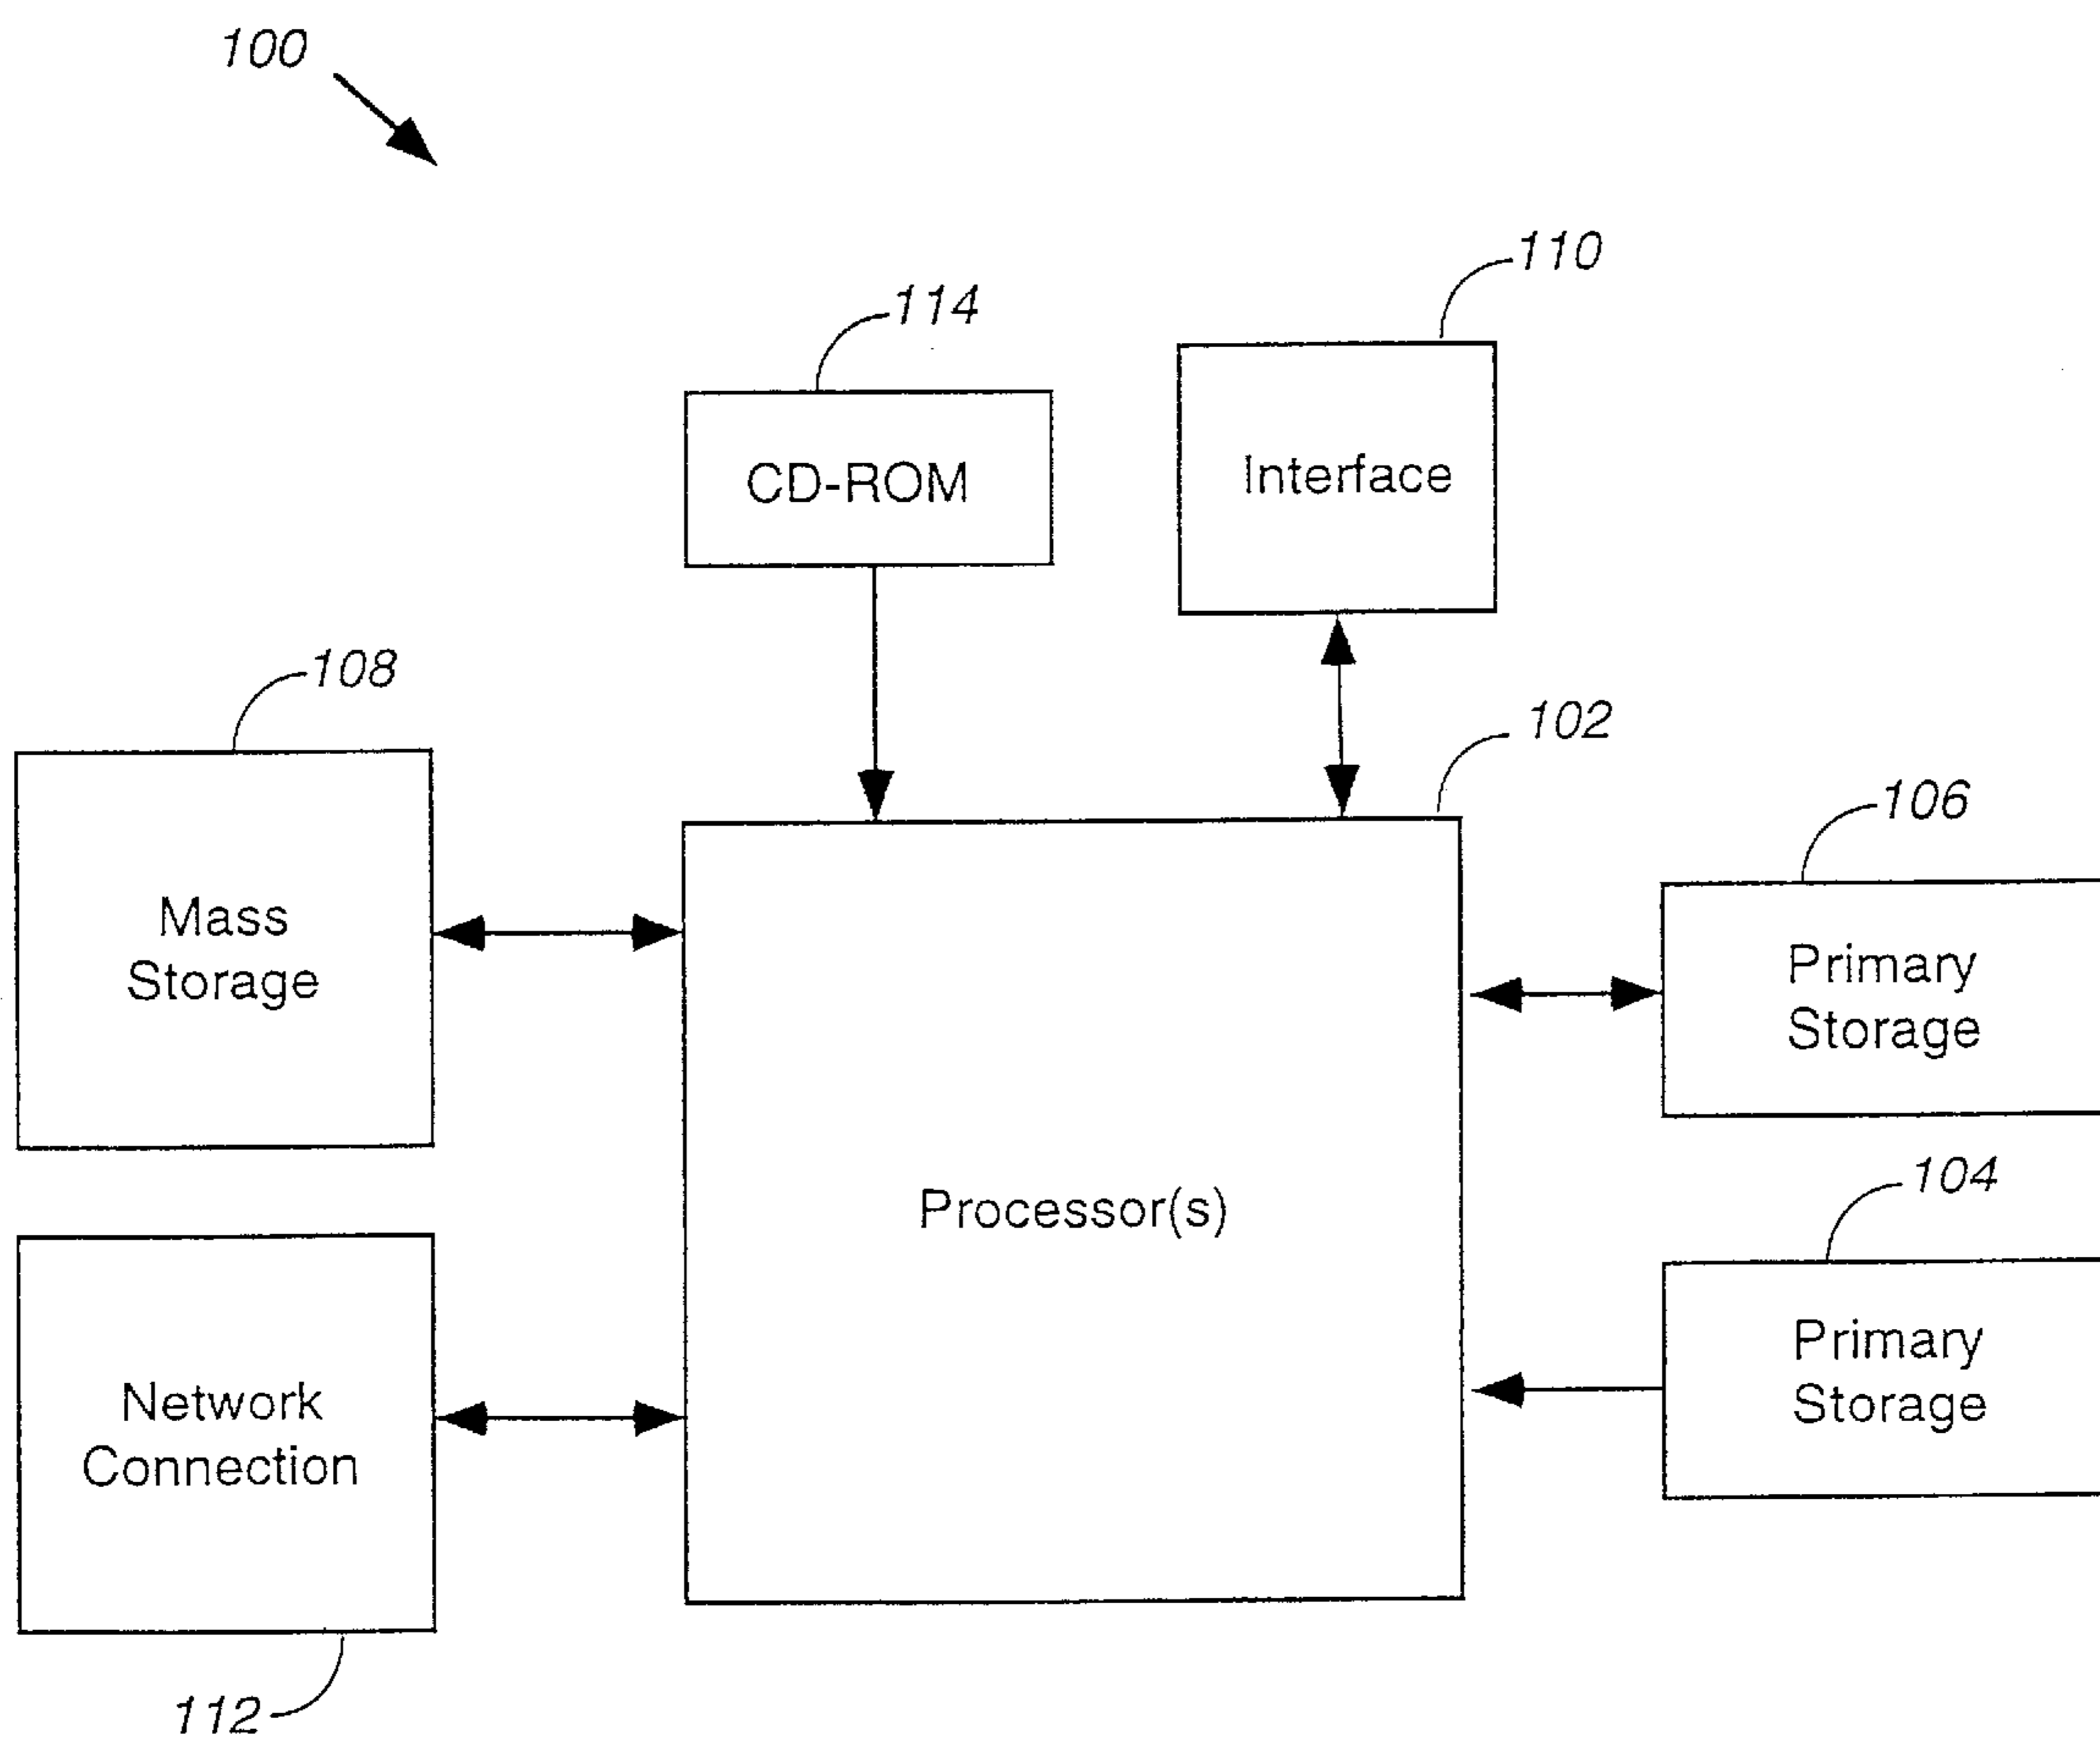 100
110
114
Interface
CD-ROM
108
102
106
Mass
Storage
Primary
Storage
104
Processor(s)
Primary
Storage
Network
Connection
112